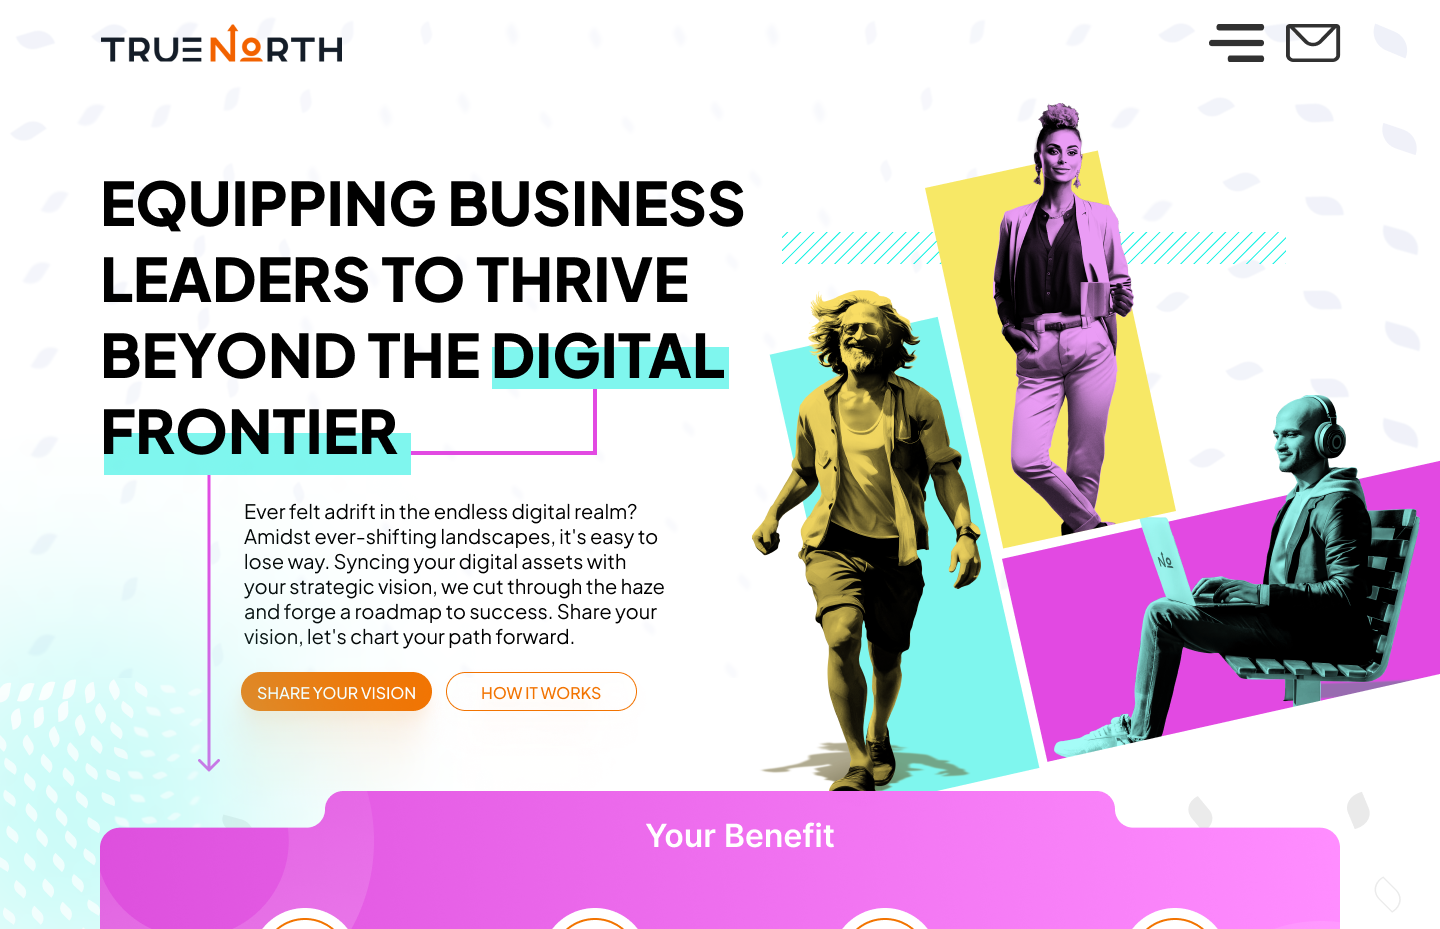 TRUE NORTH
EQUIPPING BUSINESS
LEADERS TO THRIVE
BEYOND THE DIGITAL
FRONTIER
Ever felt adrift in the endless digital realm?
Amidst ever-shifting landscapes, it's easy to
lose way. Syncing your digital assets with
your strategic vision, we cut through the haze
and forge a roadmap to success. Share your
vision, let's chart your path forward.
SHARE YOUR VISION
HOW IT WORKS
No
Your Benefit